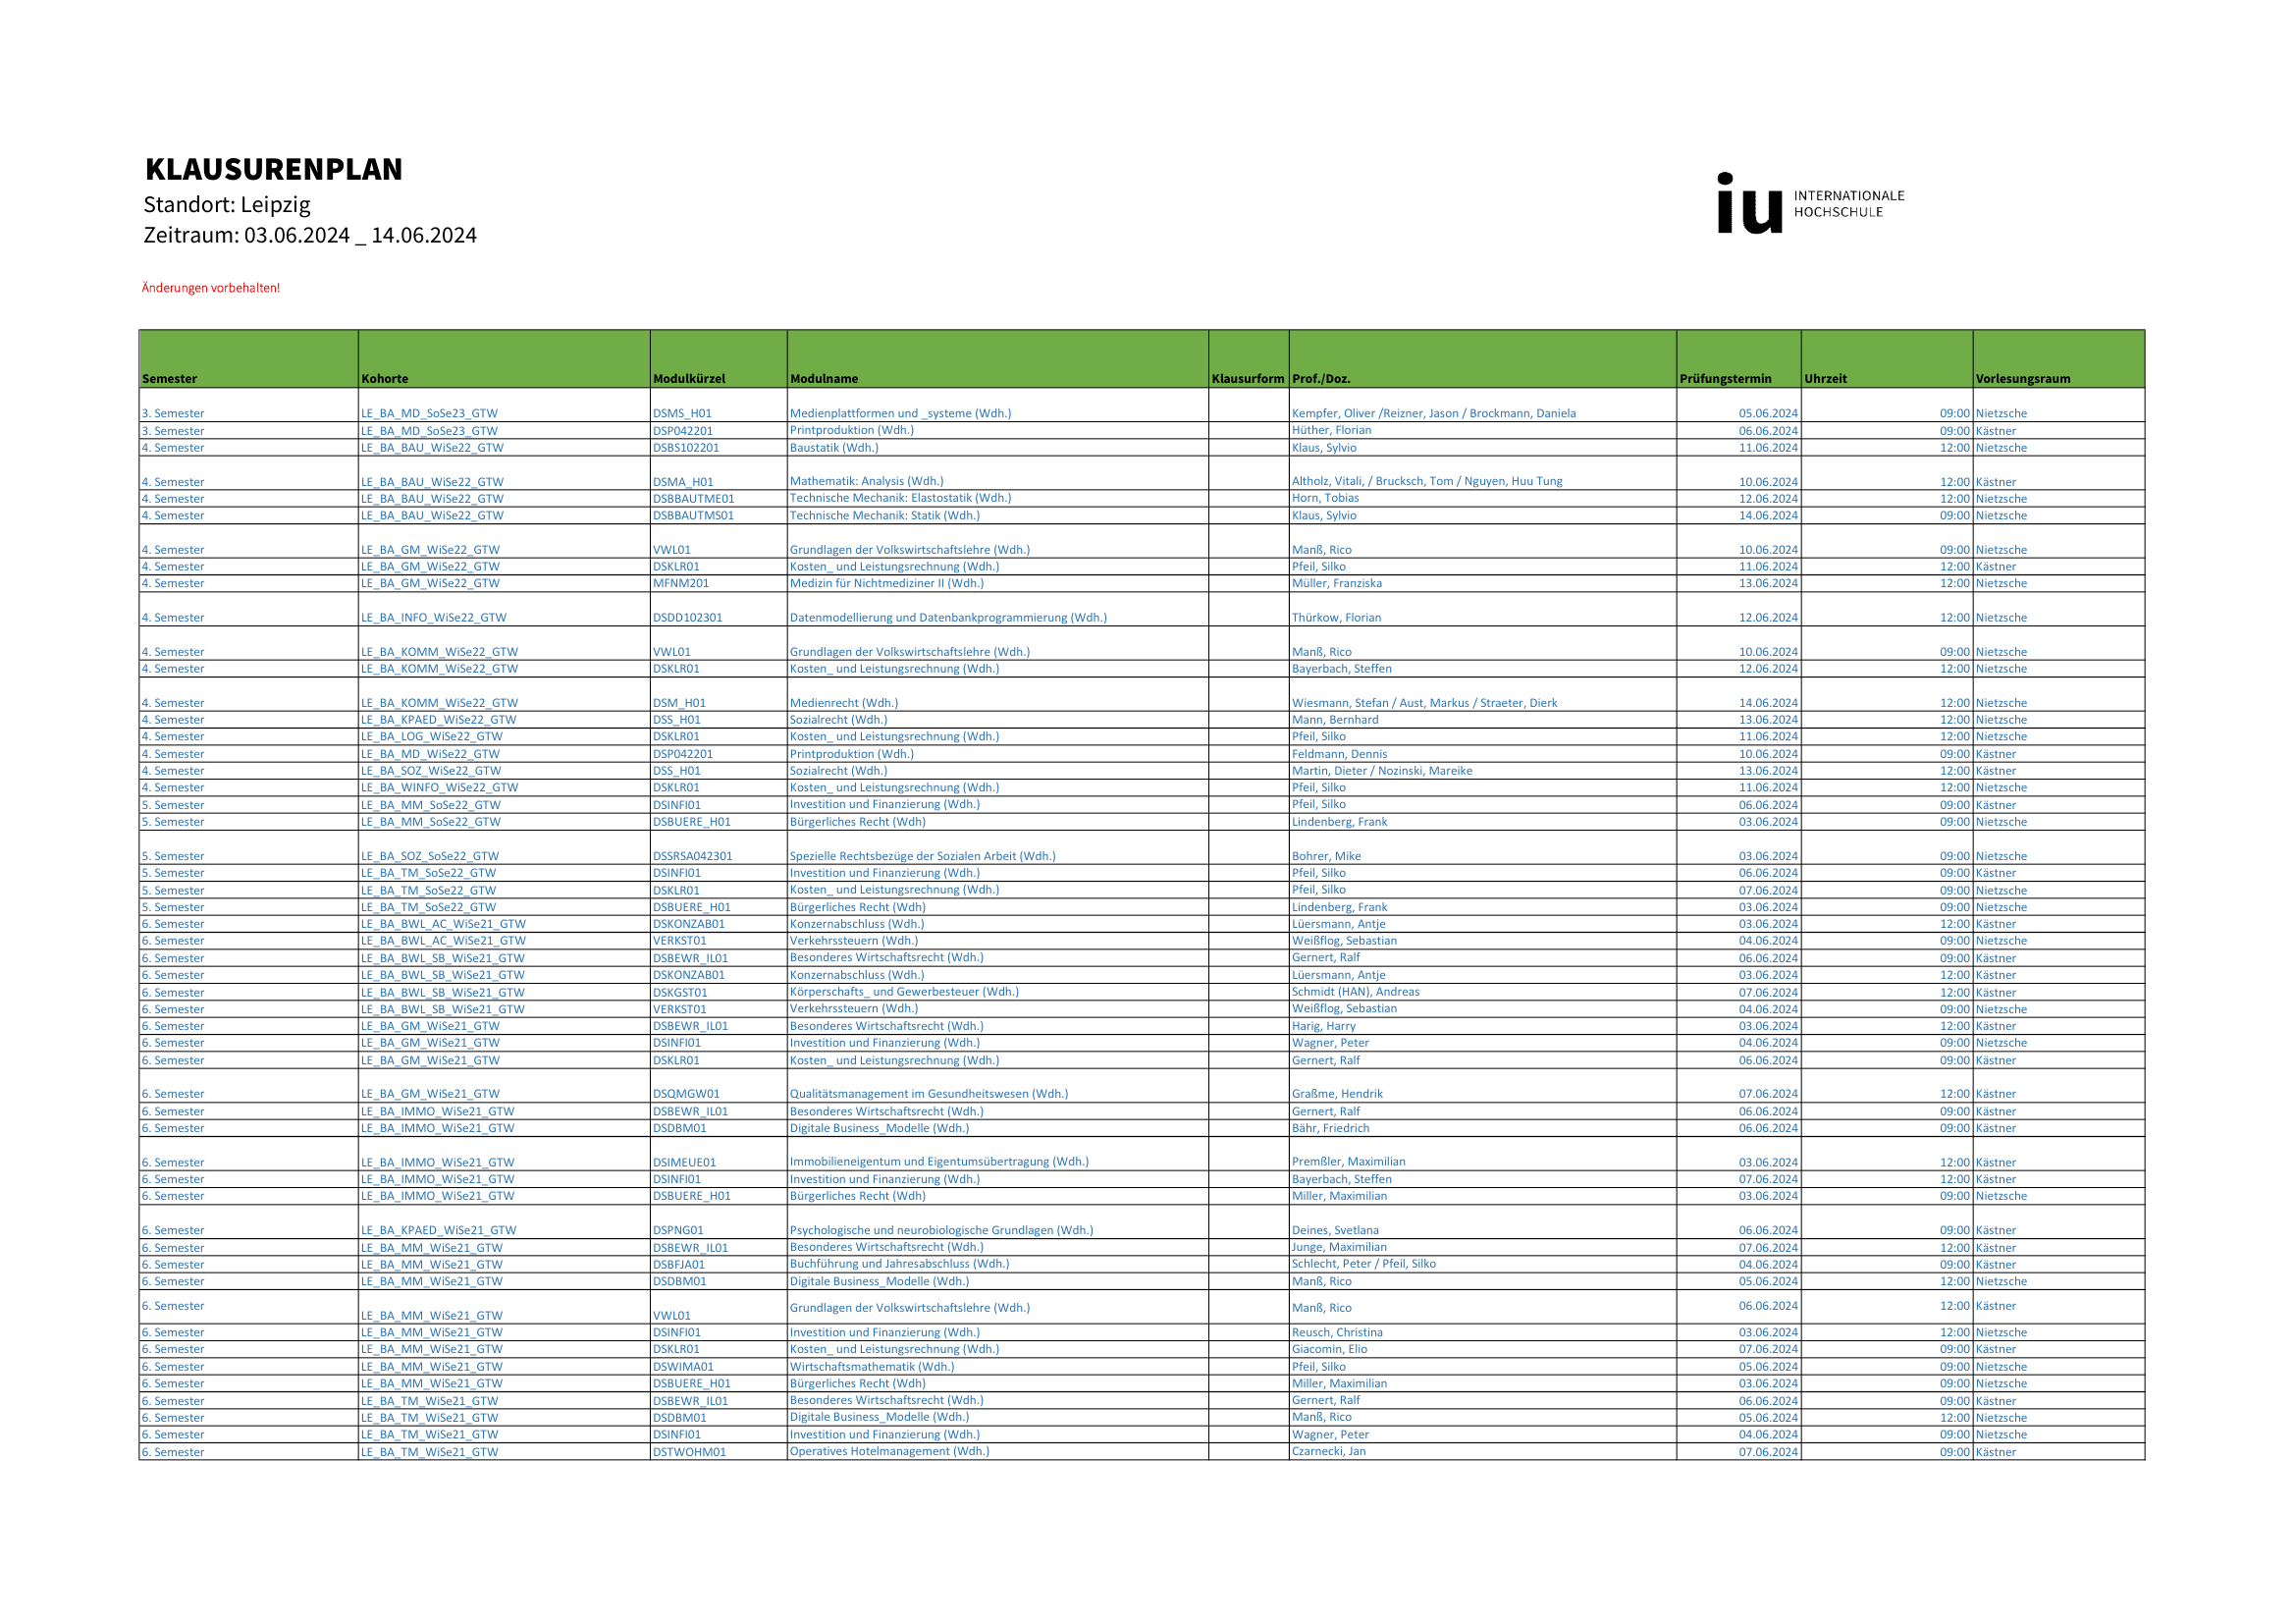 KLAUSURENPLAN
Standort: Leipzig
Zeitraum: 03.06.2024 _ 14.06.2024
iu INTERNATIONALE
HOCHSCHULE
Änderungen vorbehalten!
Semester Kohorte Modulkürzel Modulname Klausurform Prof./Doz. Prüfungstermin Uhrzeit Vorlesungsraum
3. Semester LE_BA_MD_SoSe23_GTW DSMS_H01 Medienplattformen und _systeme (Wdh.) Kempfer, Oliver /Reizner, Jason / Brockmann, Daniela 05.06.2024 09:00 Nietzsche
3. Semester LE_BA_MD_SoSe23_GTW DSP042201 Printproduktion (Wdh.) Hüther, Florian 06.06.2024 09:00 Kästner
4. Semester LE_BA_BAU_WiSe22_GTW DSBS102201 Baustatik (Wdh.) Klaus, Sylvio 11.06.2024 12:00 Nietzsche
4. Semester LE_BA_BAU_WiSe22_GTW DSMA_H01 Mathematik: Analysis (Wdh.) Altholz, Vitali, / Brucksch, Tom / Nguyen, Huu Tung 10.06.2024 12:00 Kästner
4. Semester LE_BA_BAU_WiSe22_GTW DSBBAUTME01 Technische Mechanik: Elastostatik (Wdh.) Horn, Tobias 12.06.2024 12:00 Nietzsche
4. Semester LE_BA_BAU_WiSe22_GTW DSBBAUTMS01 Technische Mechanik: Statik (Wdh.) Klaus, Sylvio 14.06.2024 09:00 Nietzsche
4. Semester LE_BA_GM_WiSe22_GTW VWL01 Grundlagen der Volkswirtschaftslehre (Wdh.) Manß, Rico 10.06.2024 09:00 Nietzsche
4. Semester LE_BA_GM_WiSe22_GTW DSKLR01 Kosten_ und Leistungsrechnung (Wdh.) Pfeil, Silko 11.06.2024 12:00 Kästner
4. Semester LE_BA_GM_WiSe22_GTW MFNM201 Medizin für Nichtmediziner II (Wdh.) Müller, Franziska 13.06.2024 12:00 Nietzsche
4. Semester LE_BA_INFO_WiSe22_GTW DSDD102301 Datenmodellierung und Datenbankprogrammierung (Wdh.) Thürkow, Florian 12.06.2024 12:00 Nietzsche
4. Semester LE_BA_KOMM_WiSe22_GTW VWL01 Grundlagen der Volkswirtschaftslehre (Wdh.) Manß, Rico 10.06.2024 09:00 Nietzsche
4. Semester LE_BA_KOMM_WiSe22_GTW DSKLR01 Kosten_ und Leistungsrechnung (Wdh.) Bayerbach, Steffen 12.06.2024 12:00 Nietzsche
4. Semester LE_BA_KOMM_WiSe22_GTW DSM_H01 Medienrecht (Wdh.) Wiesmann, Stefan / Aust, Markus / Straeter, Dierk 14.06.2024 12:00 Nietzsche
4. Semester LE_BA_KPAED_WiSe22_GTW DSS_H01 Sozialrecht (Wdh.) Mann, Bernhard 13.06.2024 12:00 Nietzsche
4. Semester LE_BA_LOG_WiSe22_GTW DSKLR01 Kosten_ und Leistungsrechnung (Wdh.) Pfeil, Silko 11.06.2024 12:00 Nietzsche
4. Semester LE_BA_MD_WiSe22_GTW DSP042201 Printproduktion (Wdh.) Feldmann, Dennis 10.06.2024 09:00 Kästner
4. Semester LE_BA_SOZ_WiSe22_GTW DSS_H01 Sozialrecht (Wdh.) Martin, Dieter / Nozinski, Mareike 13.06.2024 12:00 Kästner
4. Semester LE_BA_WINFO_WiSe22_GTW DSKLR01 Kosten_ und Leistungsrechnung (Wdh.) Pfeil, Silko 11.06.2024 12:00 Nietzsche
5. Semester LE_BA_MM_SoSe22_GTW DSINFI01 Investition und Finanzierung (Wdh.) Pfeil, Silko 06.06.2024 09:00 Kästner
5. Semester LE_BA_MM_SoSe22_GTW DSBUERE_H01 Bürgerliches Recht (Wdh) Lindenberg, Frank 03.06.2024 09:00 Nietzsche
5. Semester LE_BA_SOZ_SoSe22_GTW DSSRSA042301 Spezielle Rechtsbezüge der Sozialen Arbeit (Wdh.) Bohrer, Mike 03.06.2024 09:00 Nietzsche
5. Semester LE_BA_TM_SoSe22_GTW DSINFI01 Investition und Finanzierung (Wdh.) Pfeil, Silko 06.06.2024 09:00 Kästner
5. Semester LE_BA_TM_SoSe22_GTW DSKLR01 Kosten_ und Leistungsrechnung (Wdh.) Pfeil, Silko 07.06.2024 09:00 Nietzsche
5. Semester LE_BA_TM_SoSe22_GTW DSBUERE_H01 Bürgerliches Recht (Wdh) Lindenberg, Frank 03.06.2024 09:00 Nietzsche
6. Semester LE_BA_BWL_AC_WiSe21_GTW DSKONZAB01 Konzernabschluss (Wdh.) Lüersmann, Antje 03.06.2024 12:00 Kästner
6. Semester LE_BA_BWL_AC_WiSe21_GTW VERKST01 Verkehrssteuern (Wdh.) Weißflog, Sebastian 04.06.2024 09:00 Nietzsche
6. Semester LE_BA_BWL_SB_WiSe21_GTW DSBEWR_IL01 Besonderes Wirtschaftsrecht (Wdh.) Gernert, Ralf 06.06.2024 09:00 Kästner
6. Semester LE_BA_BWL_SB_WiSe21_GTW DSKONZAB01 Konzernabschluss (Wdh.) Lüersmann, Antje 03.06.2024 12:00 Kästner
6. Semester LE_BA_BWL_SB_WiSe21_GTW DSKGST01 Körperschafts_ und Gewerbesteuer (Wdh.) Schmidt (HAN), Andreas 07.06.2024 12:00 Kästner
6. Semester LE_BA_BWL_SB_WiSe21_GTW VERKST01 Verkehrssteuern (Wdh.) Weißflog, Sebastian 04.06.2024 09:00 Nietzsche
6. Semester LE_BA_GM_WiSe21_GTW DSBEWR_IL01 Besonderes Wirtschaftsrecht (Wdh.) Harig, Harry 03.06.2024 12:00 Kästner
6. Semester LE_BA_GM_WiSe21_GTW DSINFI01 Investition und Finanzierung (Wdh.) Wagner, Peter 04.06.2024 09:00 Nietzsche
6. Semester LE_BA_GM_WiSe21_GTW DSKLR01 Kosten_ und Leistungsrechnung (Wdh.) Gernert, Ralf 06.06.2024 09:00 Kästner
6. Semester LE_BA_GM_WiSe21_GTW DSQMGW01 Qualitätsmanagement im Gesundheitswesen (Wdh.) Graßme, Hendrik 07.06.2024 12:00 Kästner
6. Semester LE_BA_IMMO_WiSe21_GTW DSBEWR_IL01 Besonderes Wirtschaftsrecht (Wdh.) Gernert, Ralf 06.06.2024 09:00 Kästner
6. Semester LE_BA_IMMO_WiSe21_GTW DSDBM01 Digitale Business_Modelle (Wdh.) Bähr, Friedrich 06.06.2024 09:00 Kästner
6. Semester LE_BA_IMMO_WiSe21_GTW DSIMEUE01 Immobilieneigentum und Eigentumsübertragung (Wdh.) Premßler, Maximilian 03.06.2024 12:00 Kästner
6. Semester LE_BA_IMMO_WiSe21_GTW DSINFI01 Investition und Finanzierung (Wdh.) Bayerbach, Steffen 07.06.2024 12:00 Kästner
6. Semester LE_BA_IMMO_WiSe21_GTW DSBUERE_H01 Bürgerliches Recht (Wdh) Miller, Maximilian 03.06.2024 09:00 Nietzsche
6. Semester LE_BA_KPAED_WiSe21_GTW DSPNG01 Psychologische und neurobiologische Grundlagen (Wdh.) Deines, Svetlana 06.06.2024 09:00 Kästner
6. Semester LE_BA_MM_WiSe21_GTW DSBEWR_IL01 Besonderes Wirtschaftsrecht (Wdh.) Junge, Maximilian 07.06.2024 12:00 Kästner
6. Semester LE_BA_MM_WiSe21_GTW DSBFJA01 Buchführung und Jahresabschluss (Wdh.) Schlecht, Peter / Pfeil, Silko 04.06.2024 09:00 Kästner
6. Semester LE_BA_MM_WiSe21_GTW DSDBM01 Digitale Business_Modelle (Wdh.) Manß, Rico 05.06.2024 12:00 Nietzsche
6. Semester LE_BA_MM_WiSe21_GTW VWL01 Grundlagen der Volkswirtschaftslehre (Wdh.) Manß, Rico 06.06.2024 12:00 Kästner
6. Semester LE_BA_MM_WiSe21_GTW DSINFI01 Investition und Finanzierung (Wdh.) Reusch, Christina 03.06.2024 12:00 Nietzsche
6. Semester LE_BA_MM_WiSe21_GTW DSKLR01 Kosten_ und Leistungsrechnung (Wdh.) Giacomin, Elio 07.06.2024 09:00 Kästner
6. Semester LE_BA_MM_WiSe21_GTW DSWIMA01 Wirtschaftsmathematik (Wdh.) Pfeil, Silko 05.06.2024 09:00 Nietzsche
6. Semester LE_BA_MM_WiSe21_GTW DSBUERE_H01 Bürgerliches Recht (Wdh) Miller, Maximilian 03.06.2024 09:00 Nietzsche
6. Semester LE_BA_TM_WiSe21_GTW DSBEWR_IL01 Besonderes Wirtschaftsrecht (Wdh.) Gernert, Ralf 06.06.2024 09:00 Kästner
6. Semester LE_BA_TM_WiSe21_GTW DSDBM01 Digitale Business_Modelle (Wdh.) Manß, Rico 05.06.2024 12:00 Nietzsche
6. Semester LE_BA_TM_WiSe21_GTW DSINFI01 Investition und Finanzierung (Wdh.) Wagner, Peter 04.06.2024 09:00 Nietzsche
6. Semester LE_BA_TM_WiSe21_GTW DSTWOHM01 Operatives Hotelmanagement (Wdh.) Czarnecki, Jan 07.06.2024 09:00 Kästner